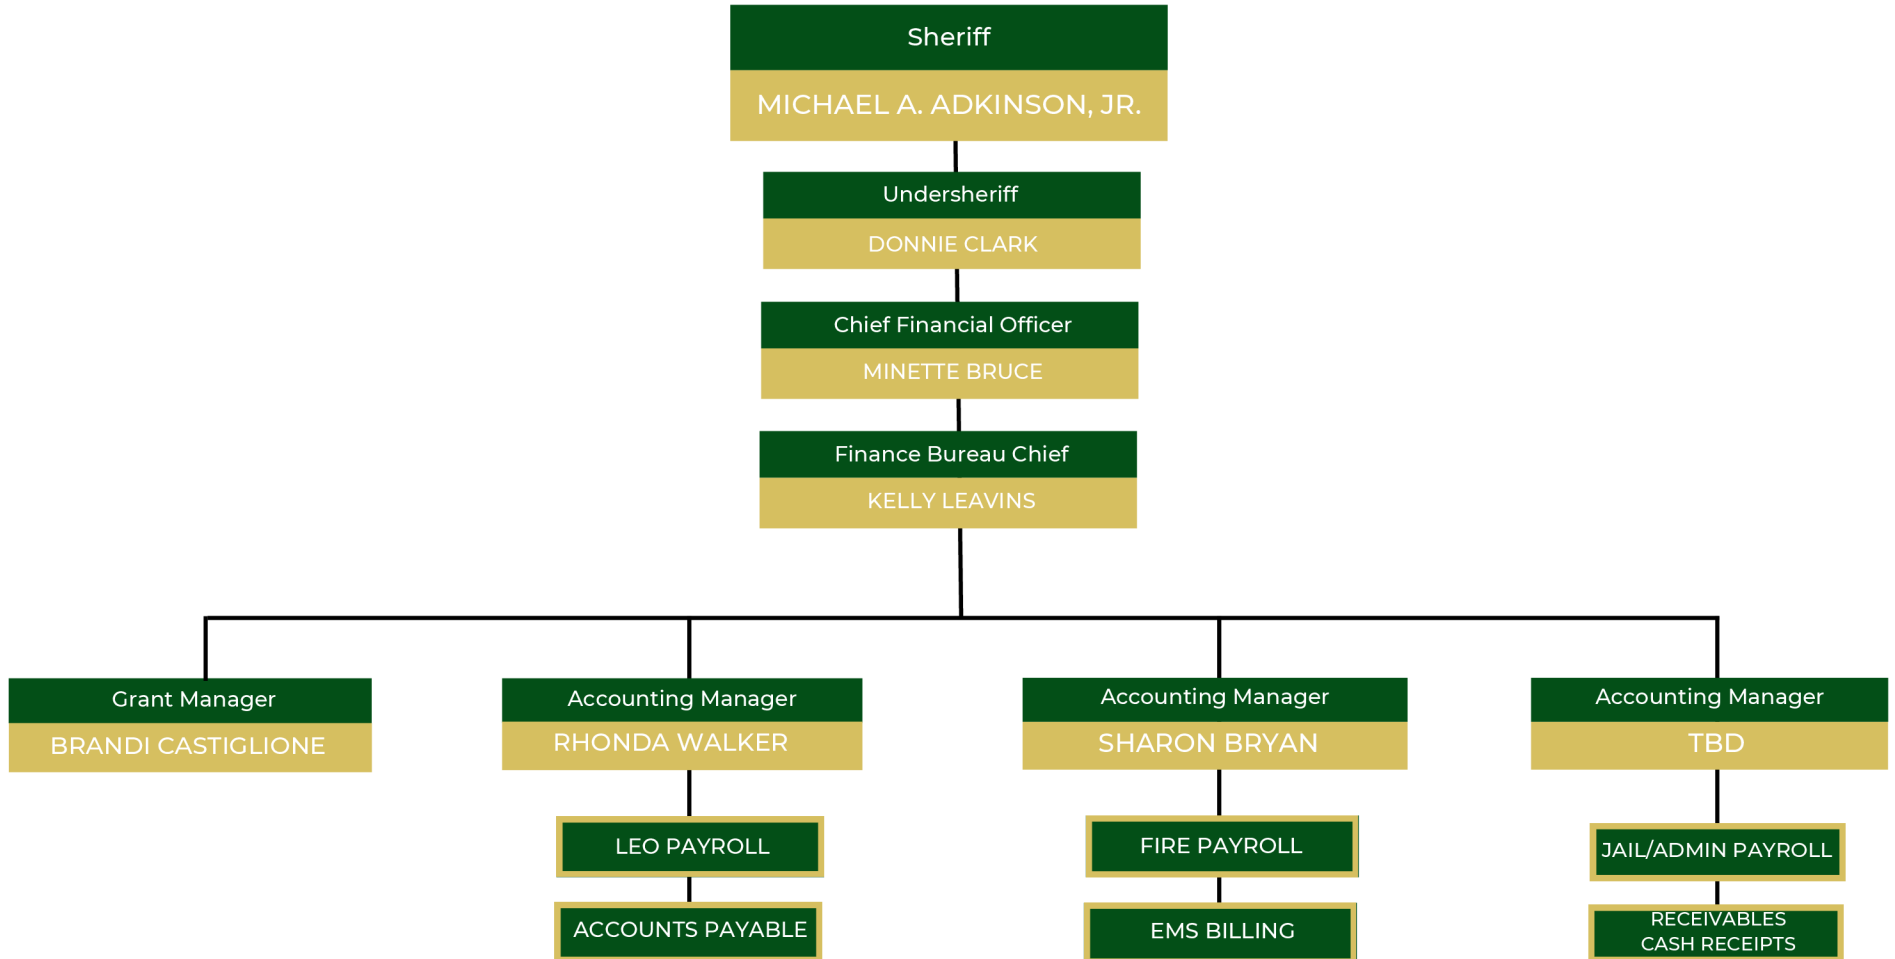 Sheriff
MICHAEL A. ADKINSON, JR.
Undersheriff
DONNIE CLARK
Chief Financial Officer
MINETTE BRUCE
Finance Bureau Chief
KELLY LEAVINS
Grant Manager
BRANDI CASTIGLIONE
Accounting Manager
RHONDA WALKER
LEO PAYROLL
ACCOUNTS PAYABLE
Accounting Manager
SHARON BRYAN
FIRE PAYROLL
EMS BILLING
Accounting Manager
TBD
JAIL/ADMIN PAYROLL
RECEIVABLES
CASH RECEIPTS